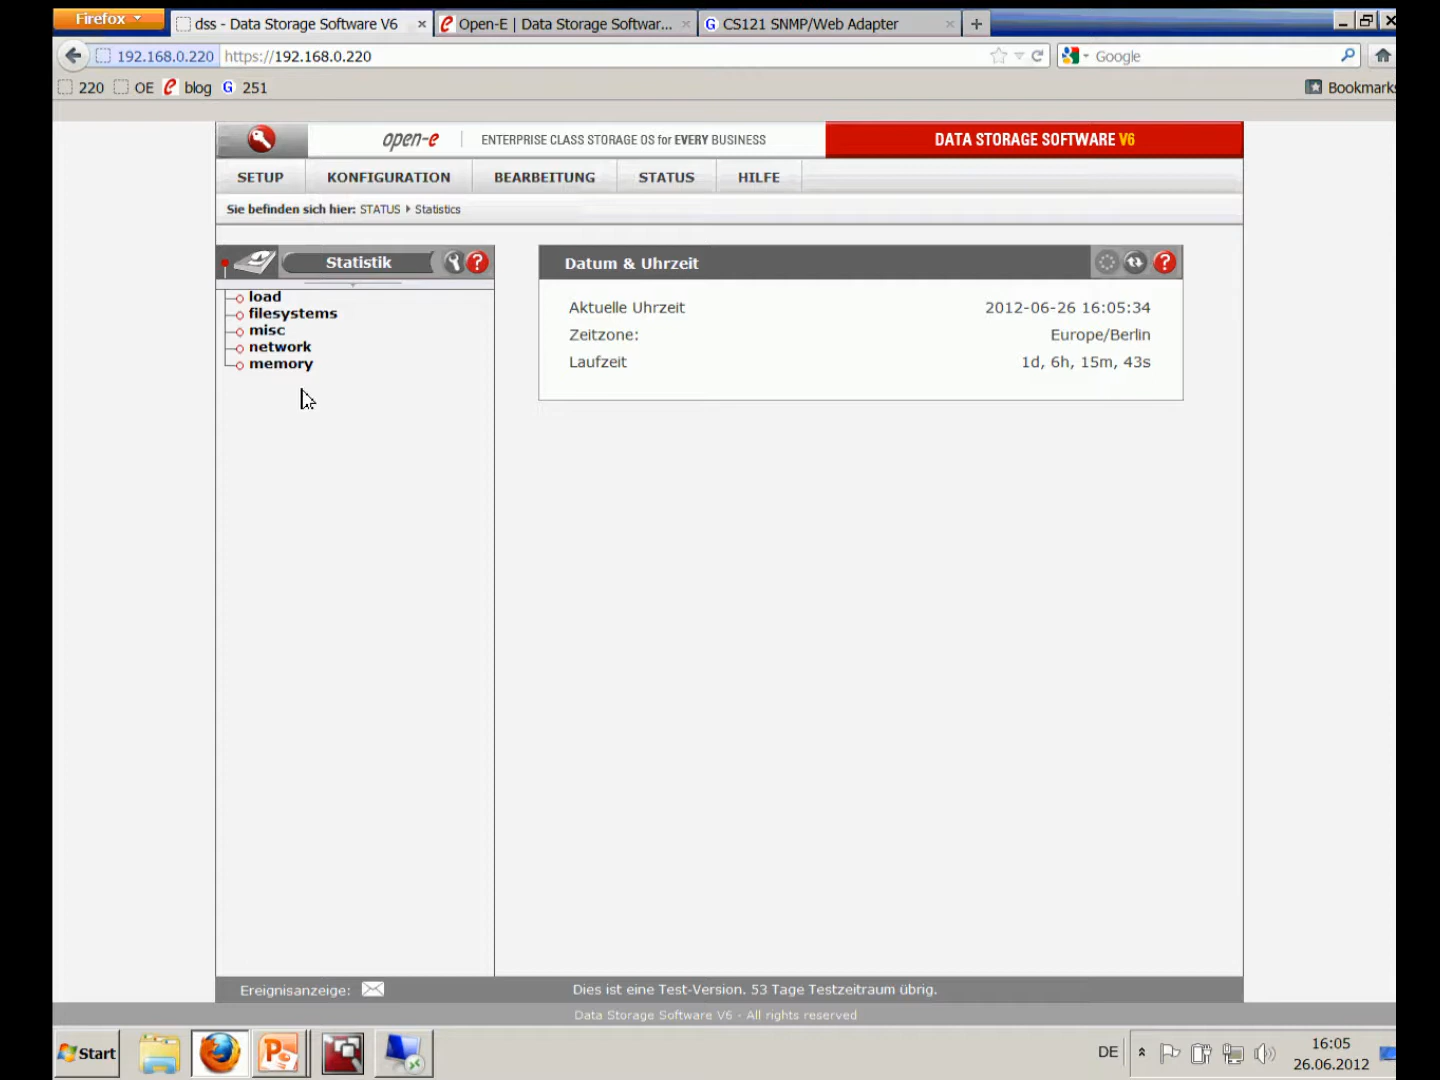 Firefox
dss - Data Storage Software V6
Open-E | Data Storage Softwar...
CS121 SNMP/Web Adapter
192.168.0.220 https://192.168.0.220
Google
220 OE blog 251
Bookmarks
open-e
ENTERPRISE CLASS STORAGE OS for EVERY BUSINESS
DATA STORAGE SOFTWARE V6
SETUP KONFIGURATION BEARBEITUNG STATUS HILFE
Sie befinden sich hier: STATUS Statistics
Statistik
load
filesystems
misc
network
memory
Datum & Uhrzeit
Aktuelle Uhrzeit 2012-06-26 16:05:34
Zeitzone: Europe/Berlin
Laufzeit 1d, 6h, 15m, 43s
Ereignisanzeige:
Dies ist eine Test-Version. 53 Tage Testzeitraum übrig.
Data Storage Software V6 - All rights reserved
Start
DE
16:05
26.06.2012